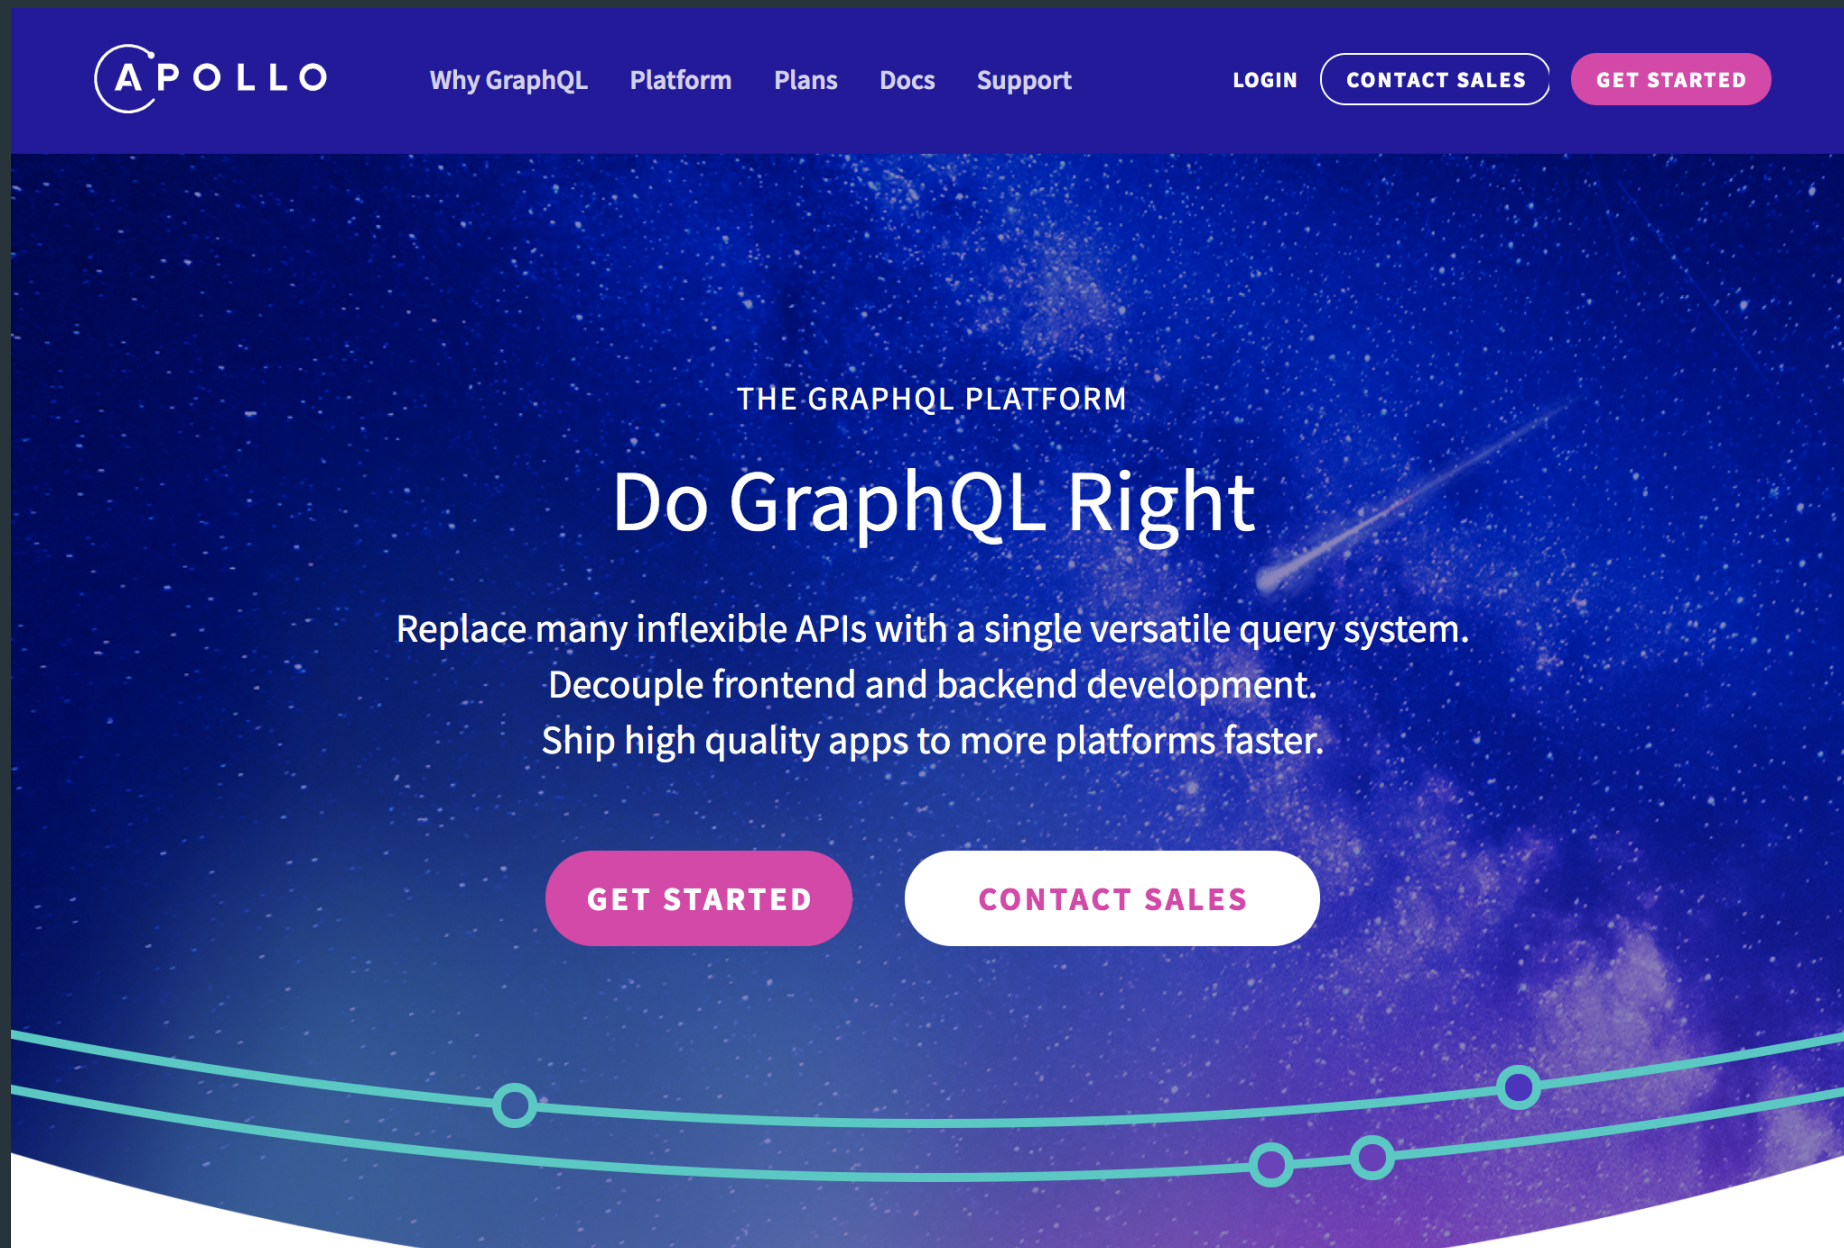 APOLLO
Why GraphQL Platform Plans Docs Support LOGIN CONTACT SALES GET STARTED
THE GRAPHQL PLATFORM
Do GraphQL Right
Replace many inflexible APIs with a single versatile query system.
Decouple frontend and backend development.
Ship high quality apps to more platforms faster.
GET STARTED CONTACT SALES